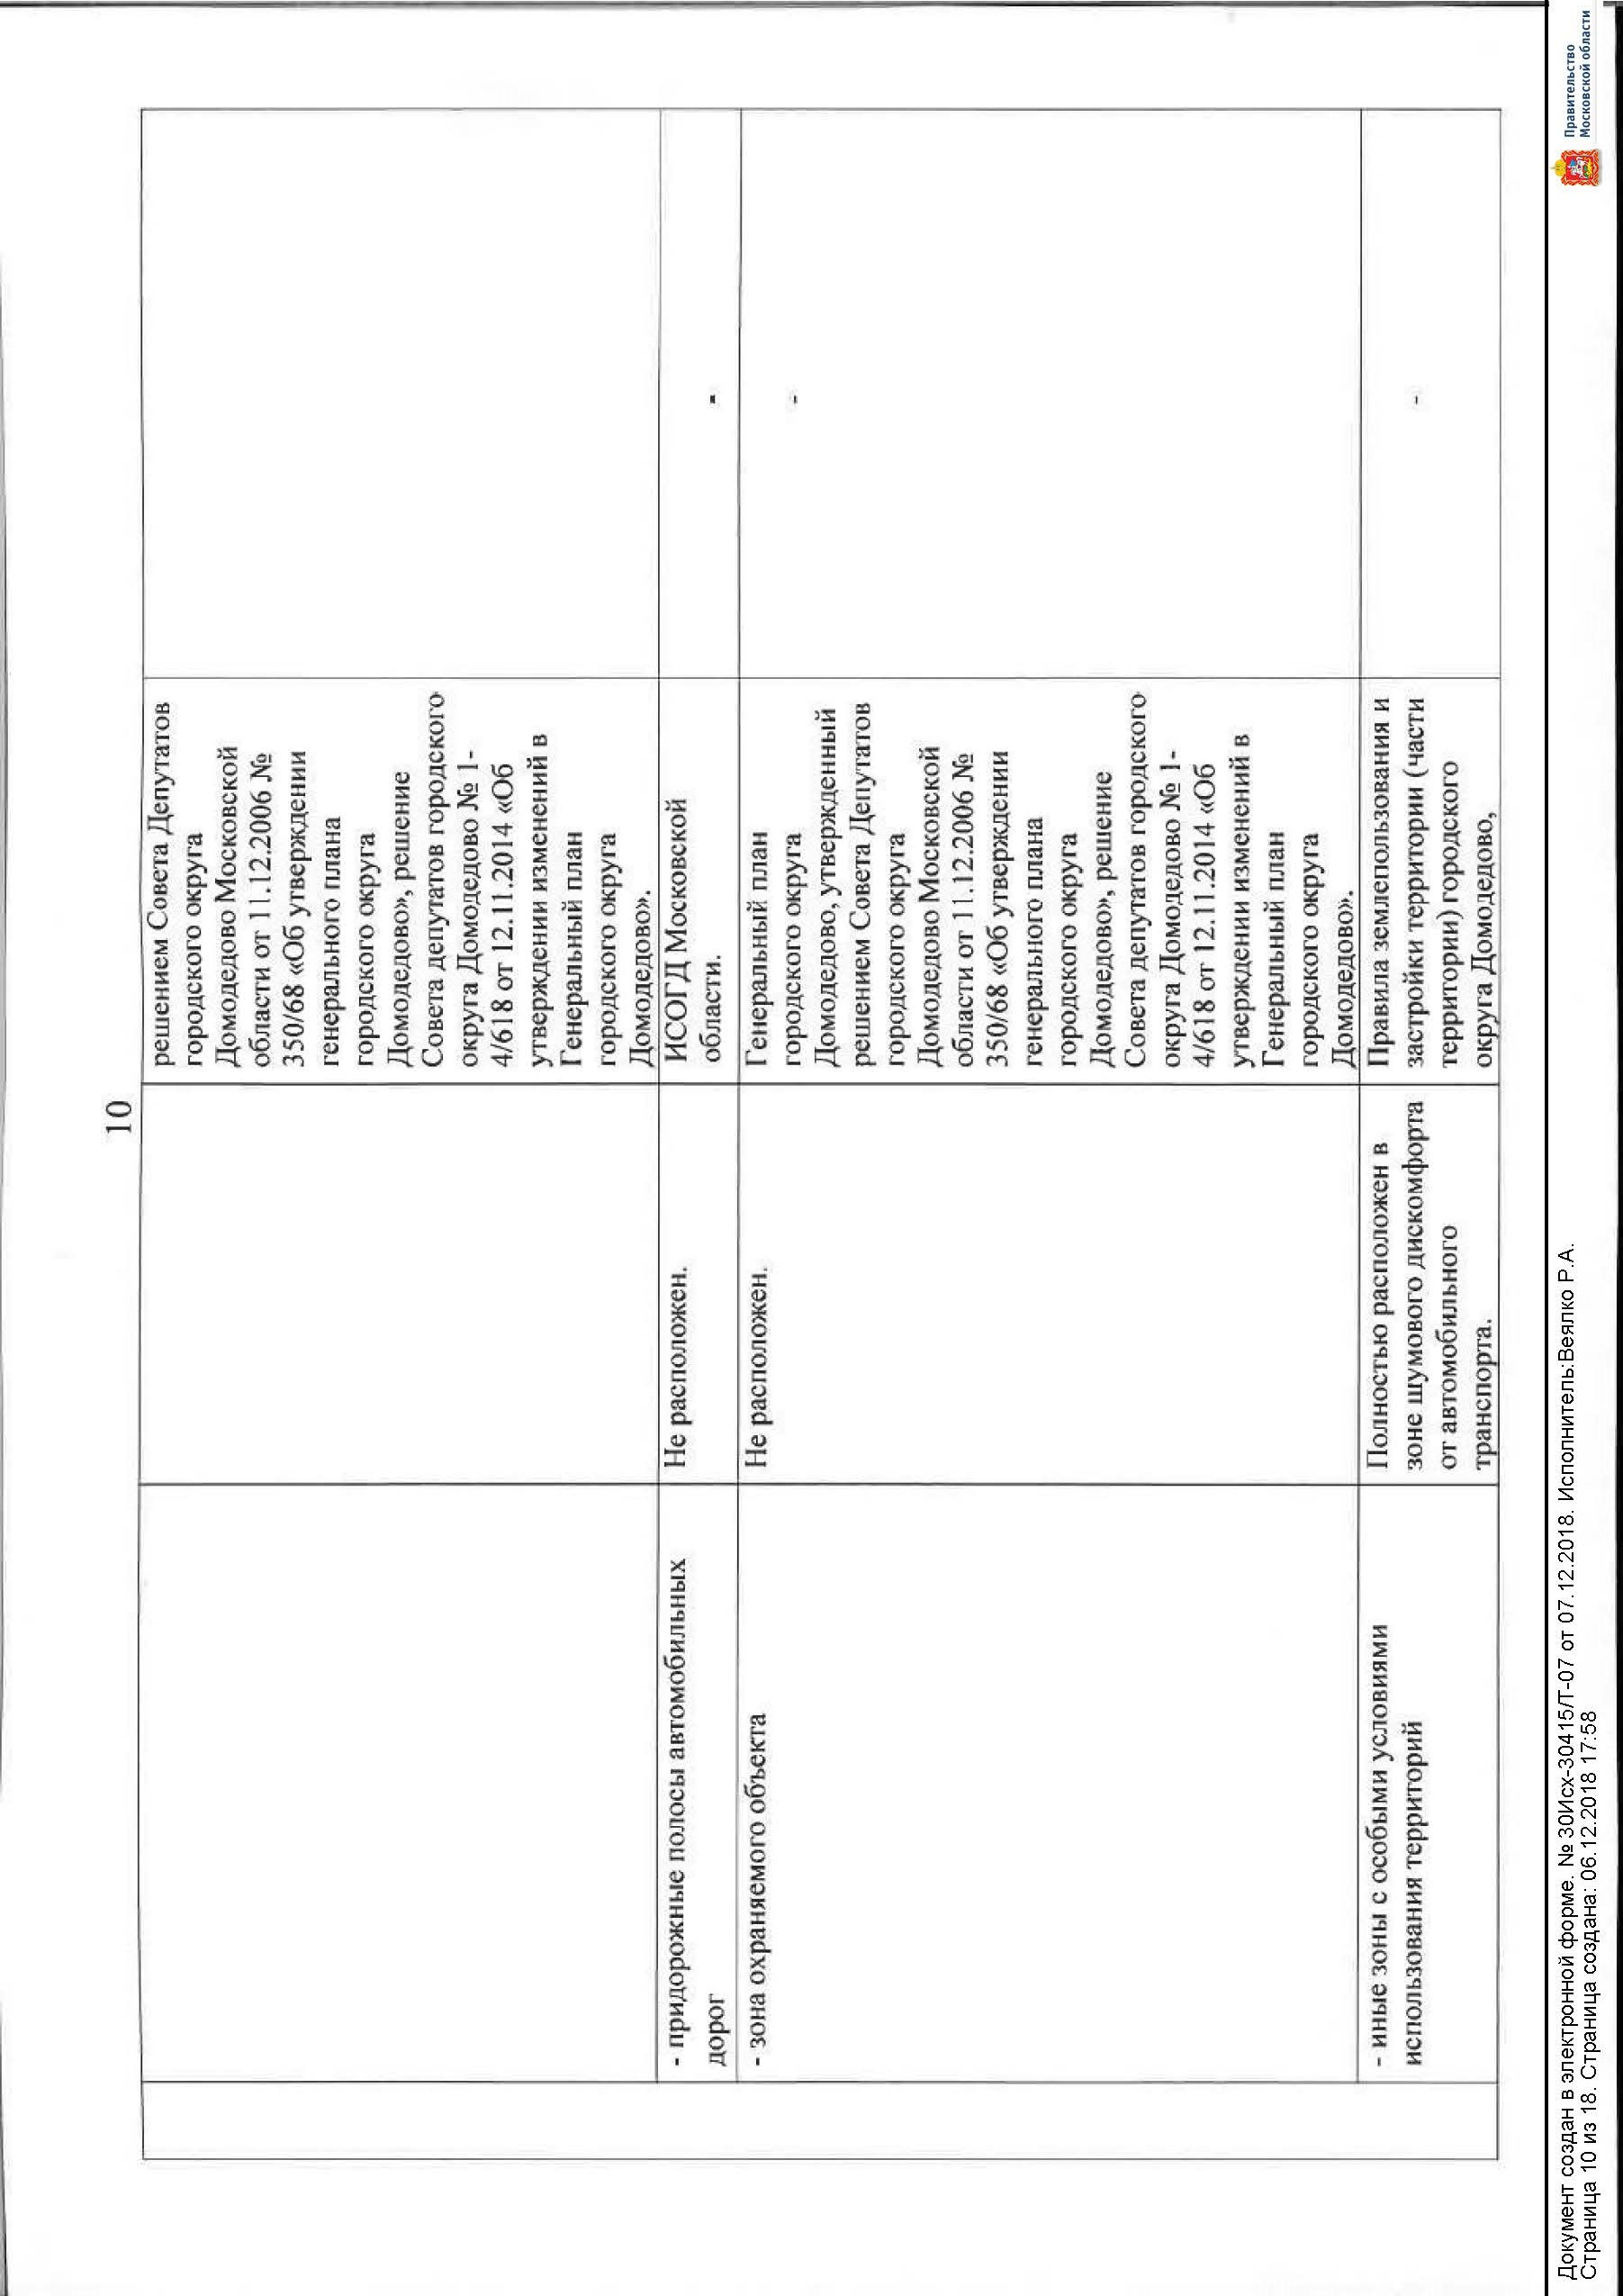 10
решением Совета Депутатов
городского округа
Домодедово Московской
области от 11.12.2006 №
350/68 «Об утверждении
генерального плана
городского округа
Домодедово», решение
Совета депутатов городского
округа Домодедово № 1-
4/618 от 12.11.2014 «Об
утверждении изменений в
Генеральный план
городского округа
Домодедово».
- придорожные полосы автомобильных
дорог
Не расположен.
ИСОГД Московской
области.
-
- зона охраняемого объекта
Не расположен.
Генеральный план
городского округа
Домодедово, утвержденный
решением Совета Депутатов
городского округа
Домодедово Московской
области от 11.12.2006 №
350/68 «Об утверждении
генерального плана
городского округа
Домодедово», решение
Совета депутатов городского
округа Домодедово № 1-
4/618 от 12.11.2014 «Об
утверждении изменений в
Генеральный план
городского округа
Домодедово».
-
- иные зоны с особыми условиями
использования территорий
Полностью расположен в
зоне шумового дискомфорта
от автомобильного
транспорта.
Правила землепользования и
застройки территории (части
территории) городского
округа Домодедово,
-
Документ создан в электронной форме. № 30Исх-30415/Т-07 от 07.12.2018. Исполнитель:Веялко Р.А.
Страница 10 из 18. Страница создана: 06.12.2018 17:58
Правительство
Московской области